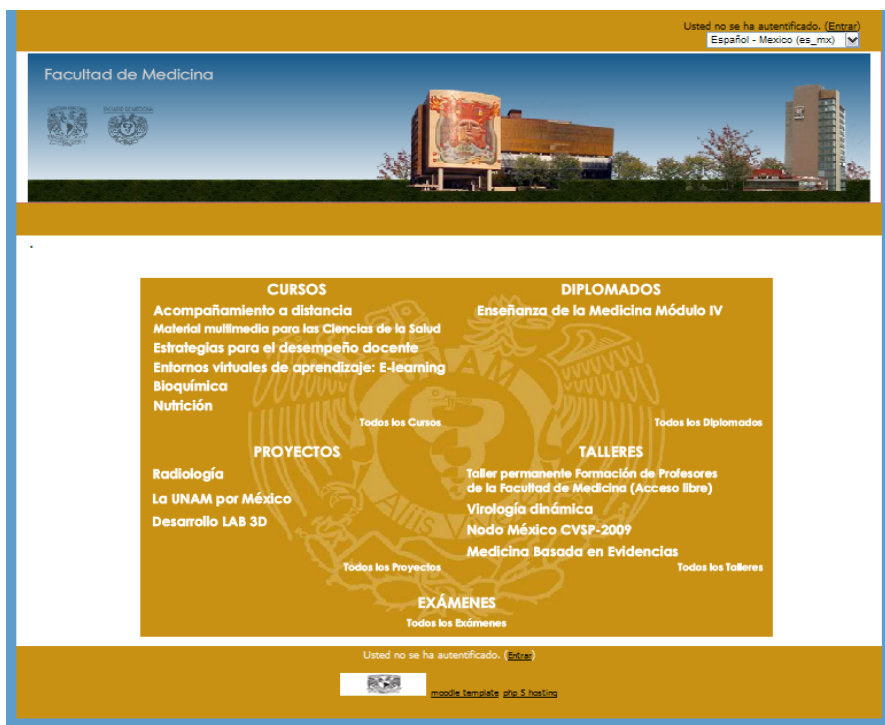 Usted no se ha autentificado. (Entrar)
Español - Mexico (es_mx)
Facultad de Medicina
FACULTAD DE MEDICINA
CURSOS
Acompañamiento a distancia
Material multimedia para las Ciencias de la Salud
Estrategias para el desempeño docente
Entornos virtuales de aprendizaje: E-learning
Bioquímica
Nutrición
Todos los Cursos
DIPLOMADOS
Enseñanza de la Medicina Módulo IV
Todos los Diplomados
PROYECTOS
Radiología
La UNAM por México
Desarrollo LAB 3D
Todos los Proyectos
TALLERES
Taller permanente Formación de Profesores
de la Facultad de Medicina (Acceso libre)
Virología dinámica
Nodo México CVSP-2009
Medicina Basada en Evidencias
Todos los Talleres
EXÁMENES
Todos los Exámenes
Usted no se ha autentificado. (Entrar)
moodle template php 5 hosting